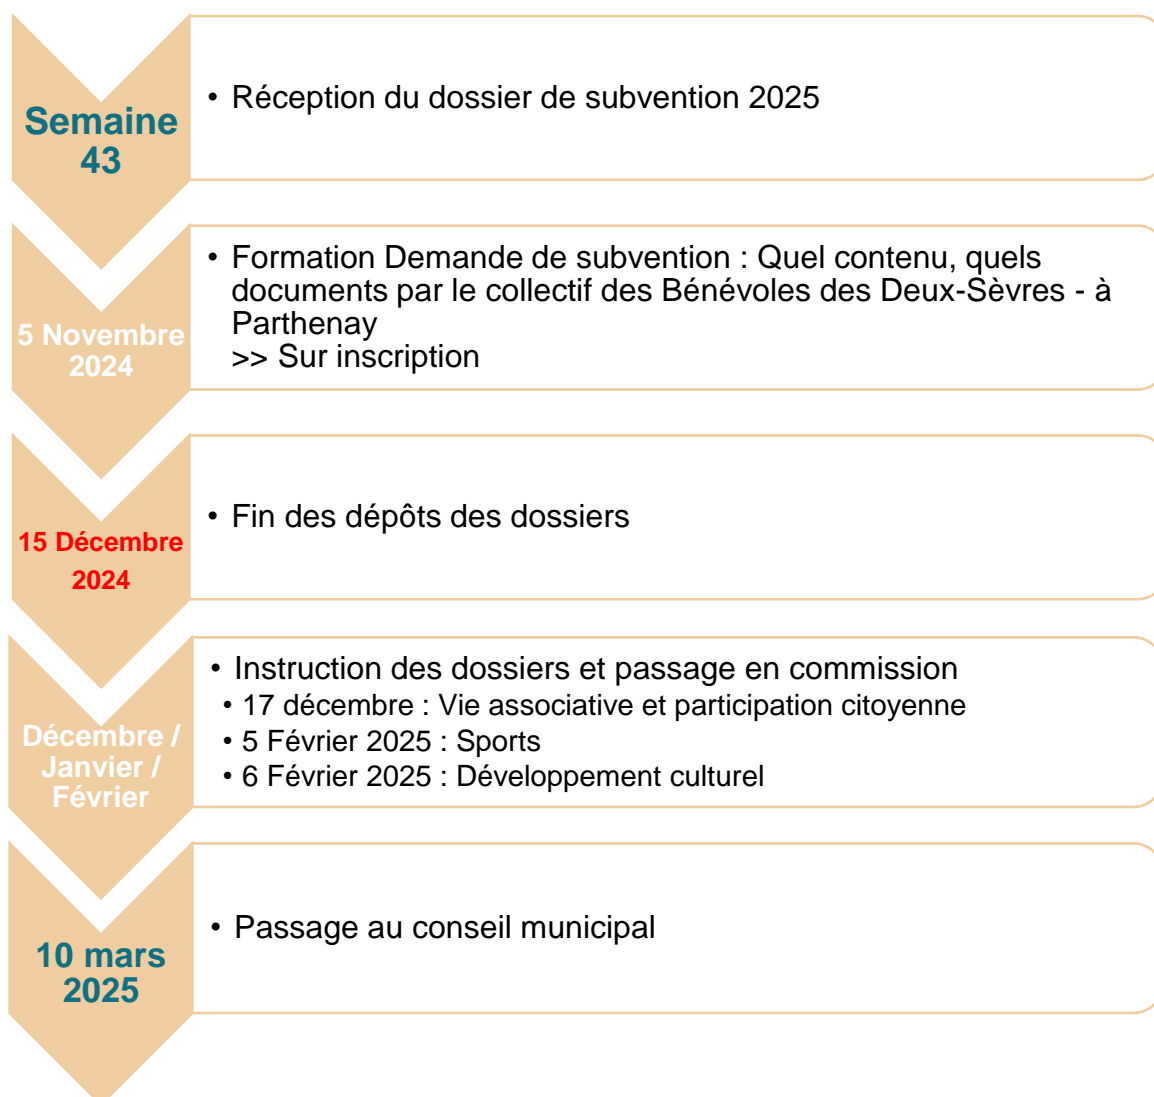 Semaine
43
• Réception du dossier de subvention 2025
5 Novembre
2024
• Formation Demande de subvention : Quel contenu, quels
documents par le collectif des Bénévoles des Deux-Sèvres - à
Parthenay
>> Sur inscription
15 Décembre
2024
• Fin des dépôts des dossiers
Décembre /
Janvier /
Février
• Instruction des dossiers et passage en commission
• 17 décembre : Vie associative et participation citoyenne
• 5 Février 2025 : Sports
• 6 Février 2025 : Développement culturel
10 mars
2025
• Passage au conseil municipal